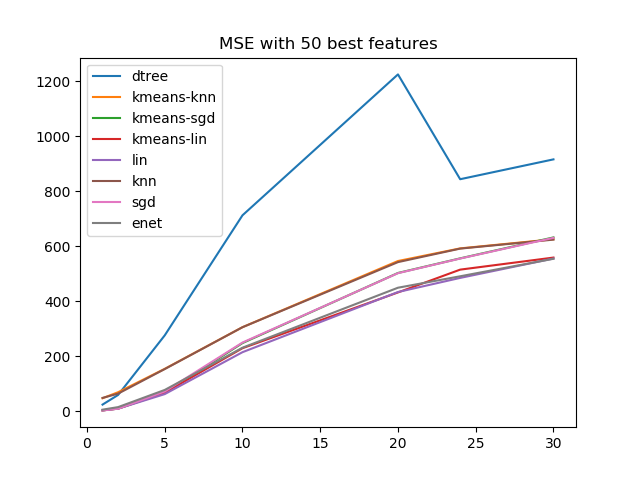 MSE with 50 best features
dtree
kmeans-knn
kmeans-sgd
kmeans-lin
lin
knn
sgd
enet
1200
1000
800
600
400
200
0
0 5 10 15 20 25 30